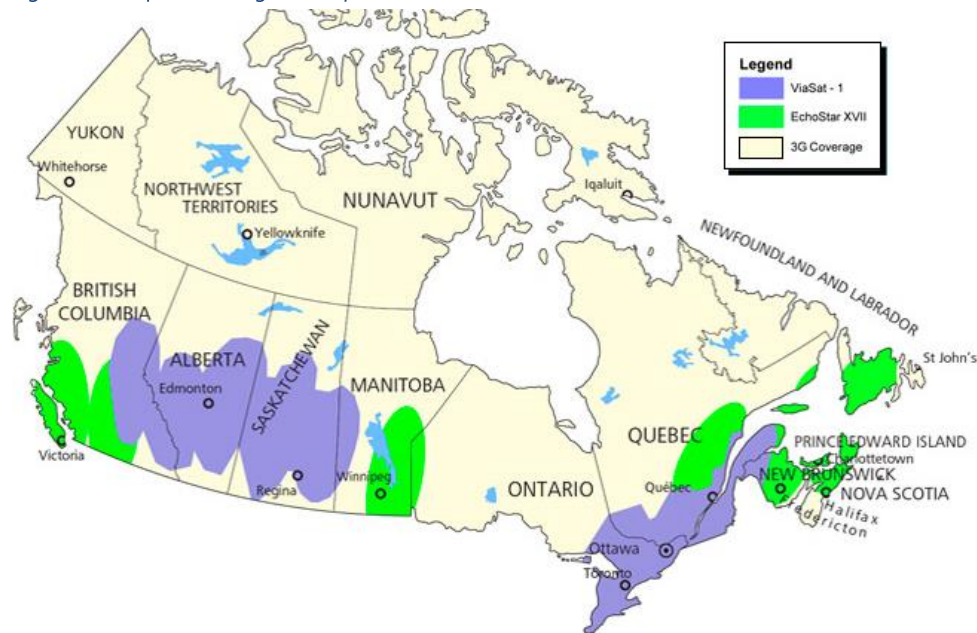 Legend
ViaSat - 1
EchoStar XVII
3G Coverage
YUKON
Whitehorse
NORTHWEST
TERRITORIES
NUNAVUT
Iqaluit
Yellowknife
NEWFOUNDLAND AND LABRADOR
BRITISH
COLUMBIA
ALBERTA
Edmonton
SASKATCHEWAN
MANITOBA
St John's
Victoria
Regina
Winnipeg
ONTARIO
QUEBEC
Québec
PRINCE EDWARD ISLAND
Charlottetown
NEW BRUNSWICK
NOVA SCOTIA
Halifax
Fredericton
Ottawa
Toronto